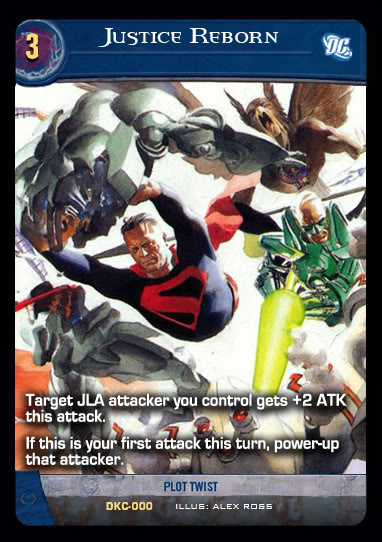 3
JUSTICE REBORN
DC
Target JLA attacker you control gets +2 ATK
this attack.
If this is your first attack this turn, power-up
that attacker.
PLOT TWIST
DKC-000 ILLUS: ALEX ROSS